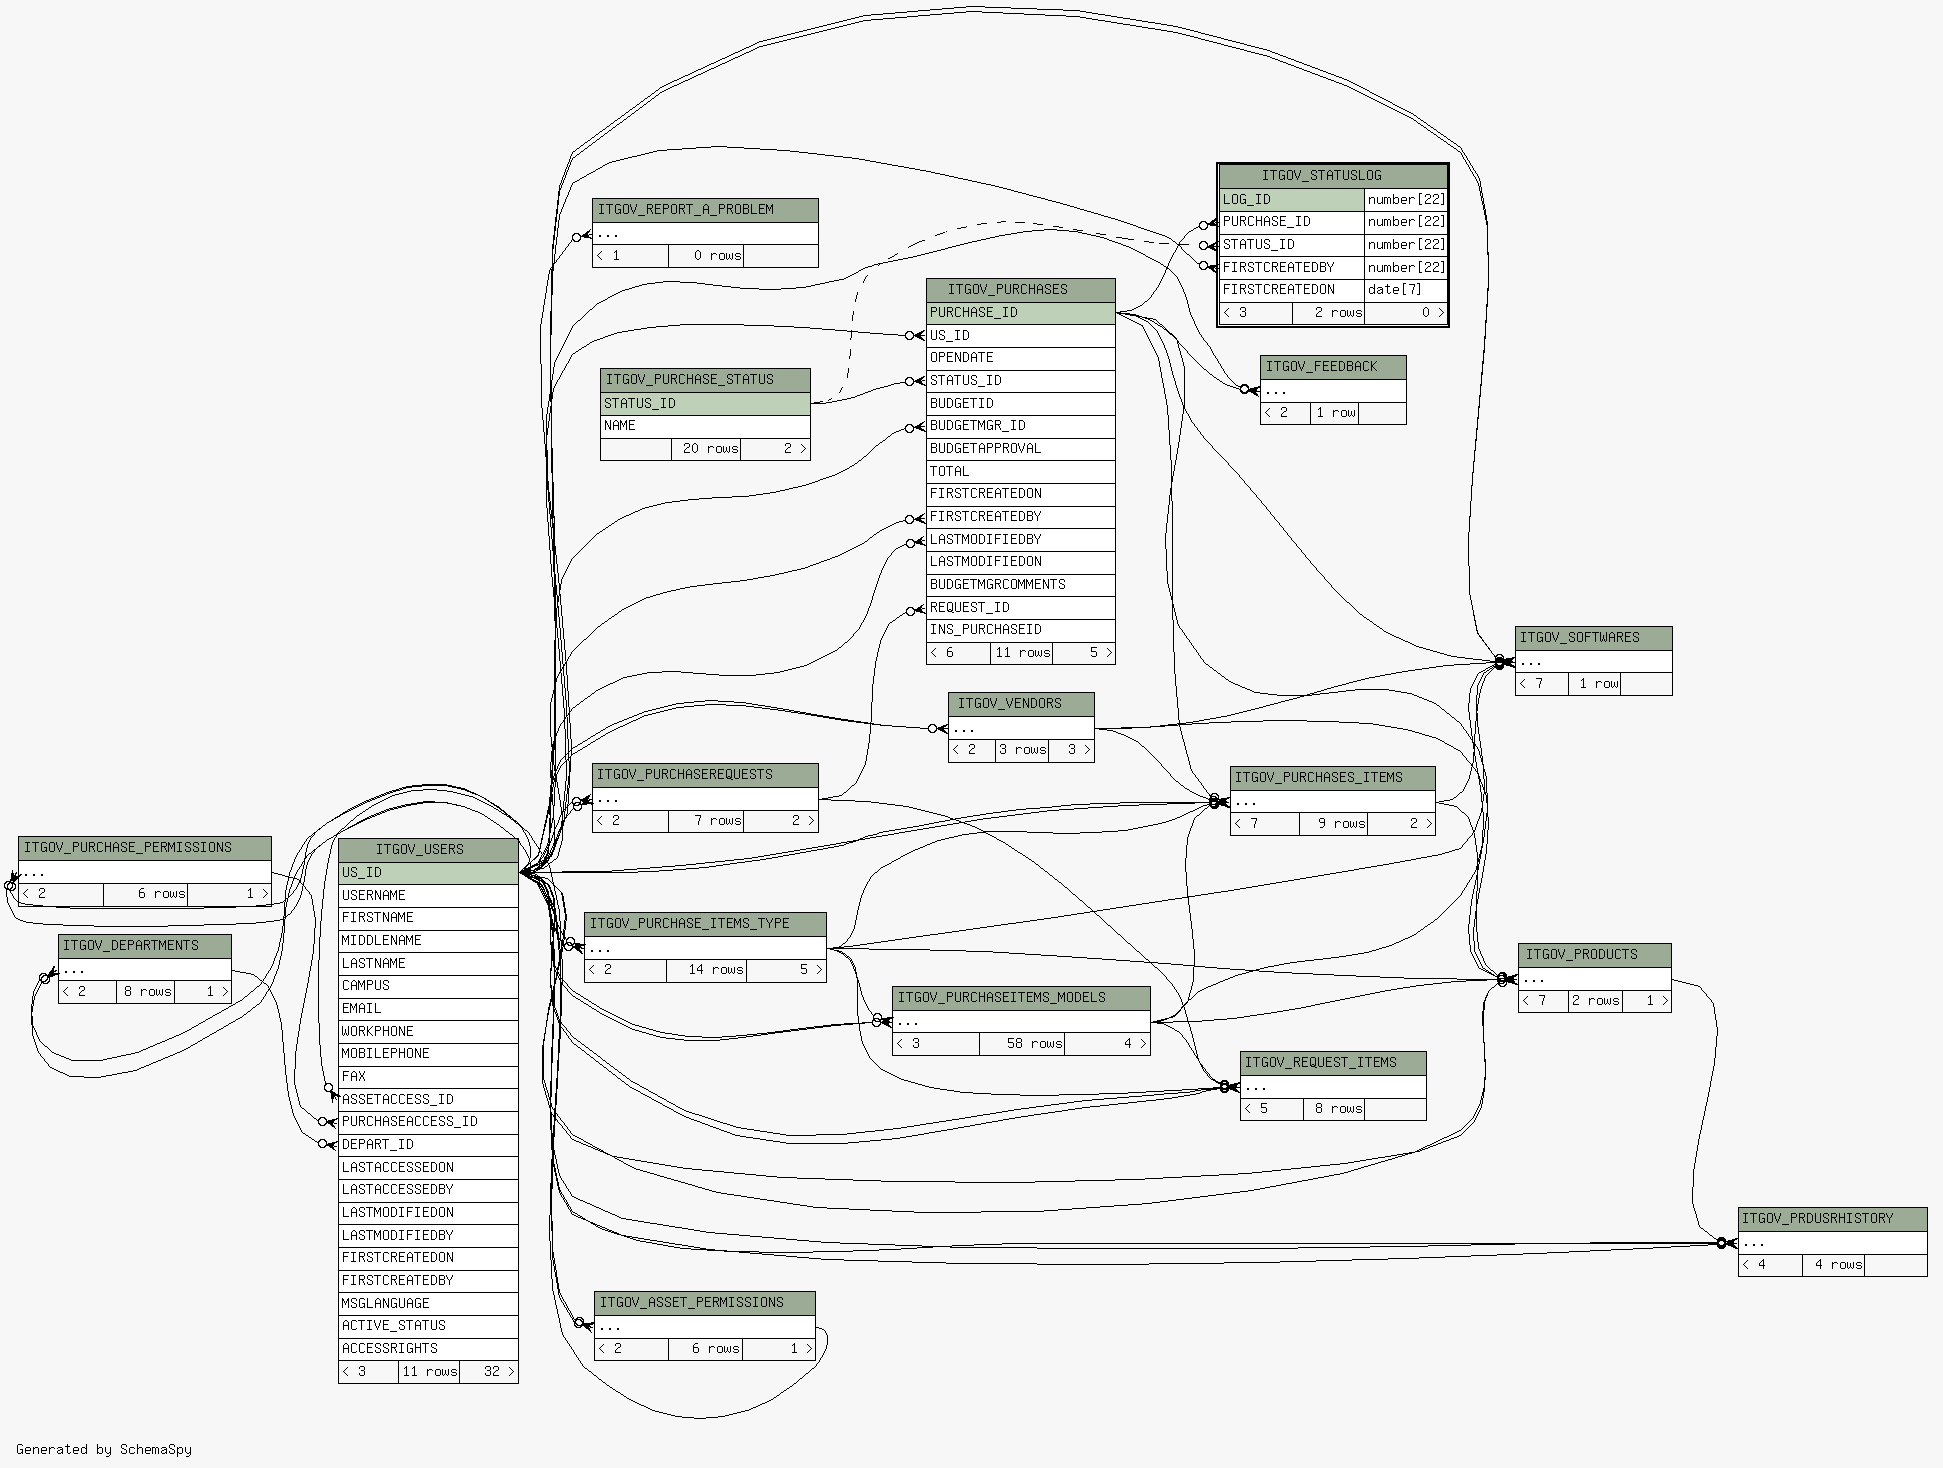 ITGOV_STATUSLOG
LOG_ID number[22]
PURCHASE_ID number[22]
STATUS_ID number[22]
FIRSTCREATEDBY number[22]
FIRSTCREATEDON date[7]
< 3 2 rows 0 >
ITGOV_REPORT_A_PROBLEM
...
< 1 0 rows
ITGOV_PURCHASES
PURCHASE_ID
US_ID
OPENDATE
STATUS_ID
BUDGETID
BUDGETMGR_ID
BUDGETAPPROVAL
TOTAL
FIRSTCREATEDON
FIRSTCREATEDBY
LASTMODIFIEDBY
LASTMODIFIEDON
BUDGETMGRCOMMENTS
REQUEST_ID
INS_PURCHASEID
< 6 11 rows 5 >
ITGOV_PURCHASE_STATUS
STATUS_ID
NAME
20 rows 2 >
ITGOV_FEEDBACK
...
< 2 1 row
ITGOV_SOFTWARES
...
< 7 1 row
ITGOV_VENDORS
...
< 2 3 rows 3 >
ITGOV_PURCHASEREQUESTS
...
< 2 7 rows 2 >
ITGOV_PURCHASES_ITEMS
...
< 7 9 rows 2 >
ITGOV_PURCHASE_PERMISSIONS
...
< 2 6 rows 1 >
ITGOV_DEPARTMENTS
...
< 2 8 rows 1 >
ITGOV_USERS
US_ID
USERNAME
FIRSTNAME
MIDDLENAME
LASTNAME
CAMPUS
EMAIL
WORKPHONE
MOBILEPHONE
FAX
ASSETACCESS_ID
PURCHASEACCESS_ID
DEPART_ID
LASTACCESSEDON
LASTACCESSEDBY
LASTMODIFIEDON
LASTMODIFIEDBY
FIRSTCREATEDON
FIRSTCREATEDBY
MSGLANGUAGE
ACTIVE_STATUS
ACCESSRIGHTS
< 3 11 rows 32 >
ITGOV_PURCHASE_ITEMS_TYPE
...
< 2 14 rows 5 >
ITGOV_PURCHASEITEMS_MODELS
...
< 3 58 rows 4 >
ITGOV_PRODUCTS
...
< 7 2 rows 1 >
ITGOV_REQUEST_ITEMS
...
< 5 8 rows
ITGOV_PRDUSRHISTORY
...
< 4 4 rows
ITGOV_ASSET_PERMISSIONS
...
< 2 6 rows 1 >
Generated by SchemaSpy